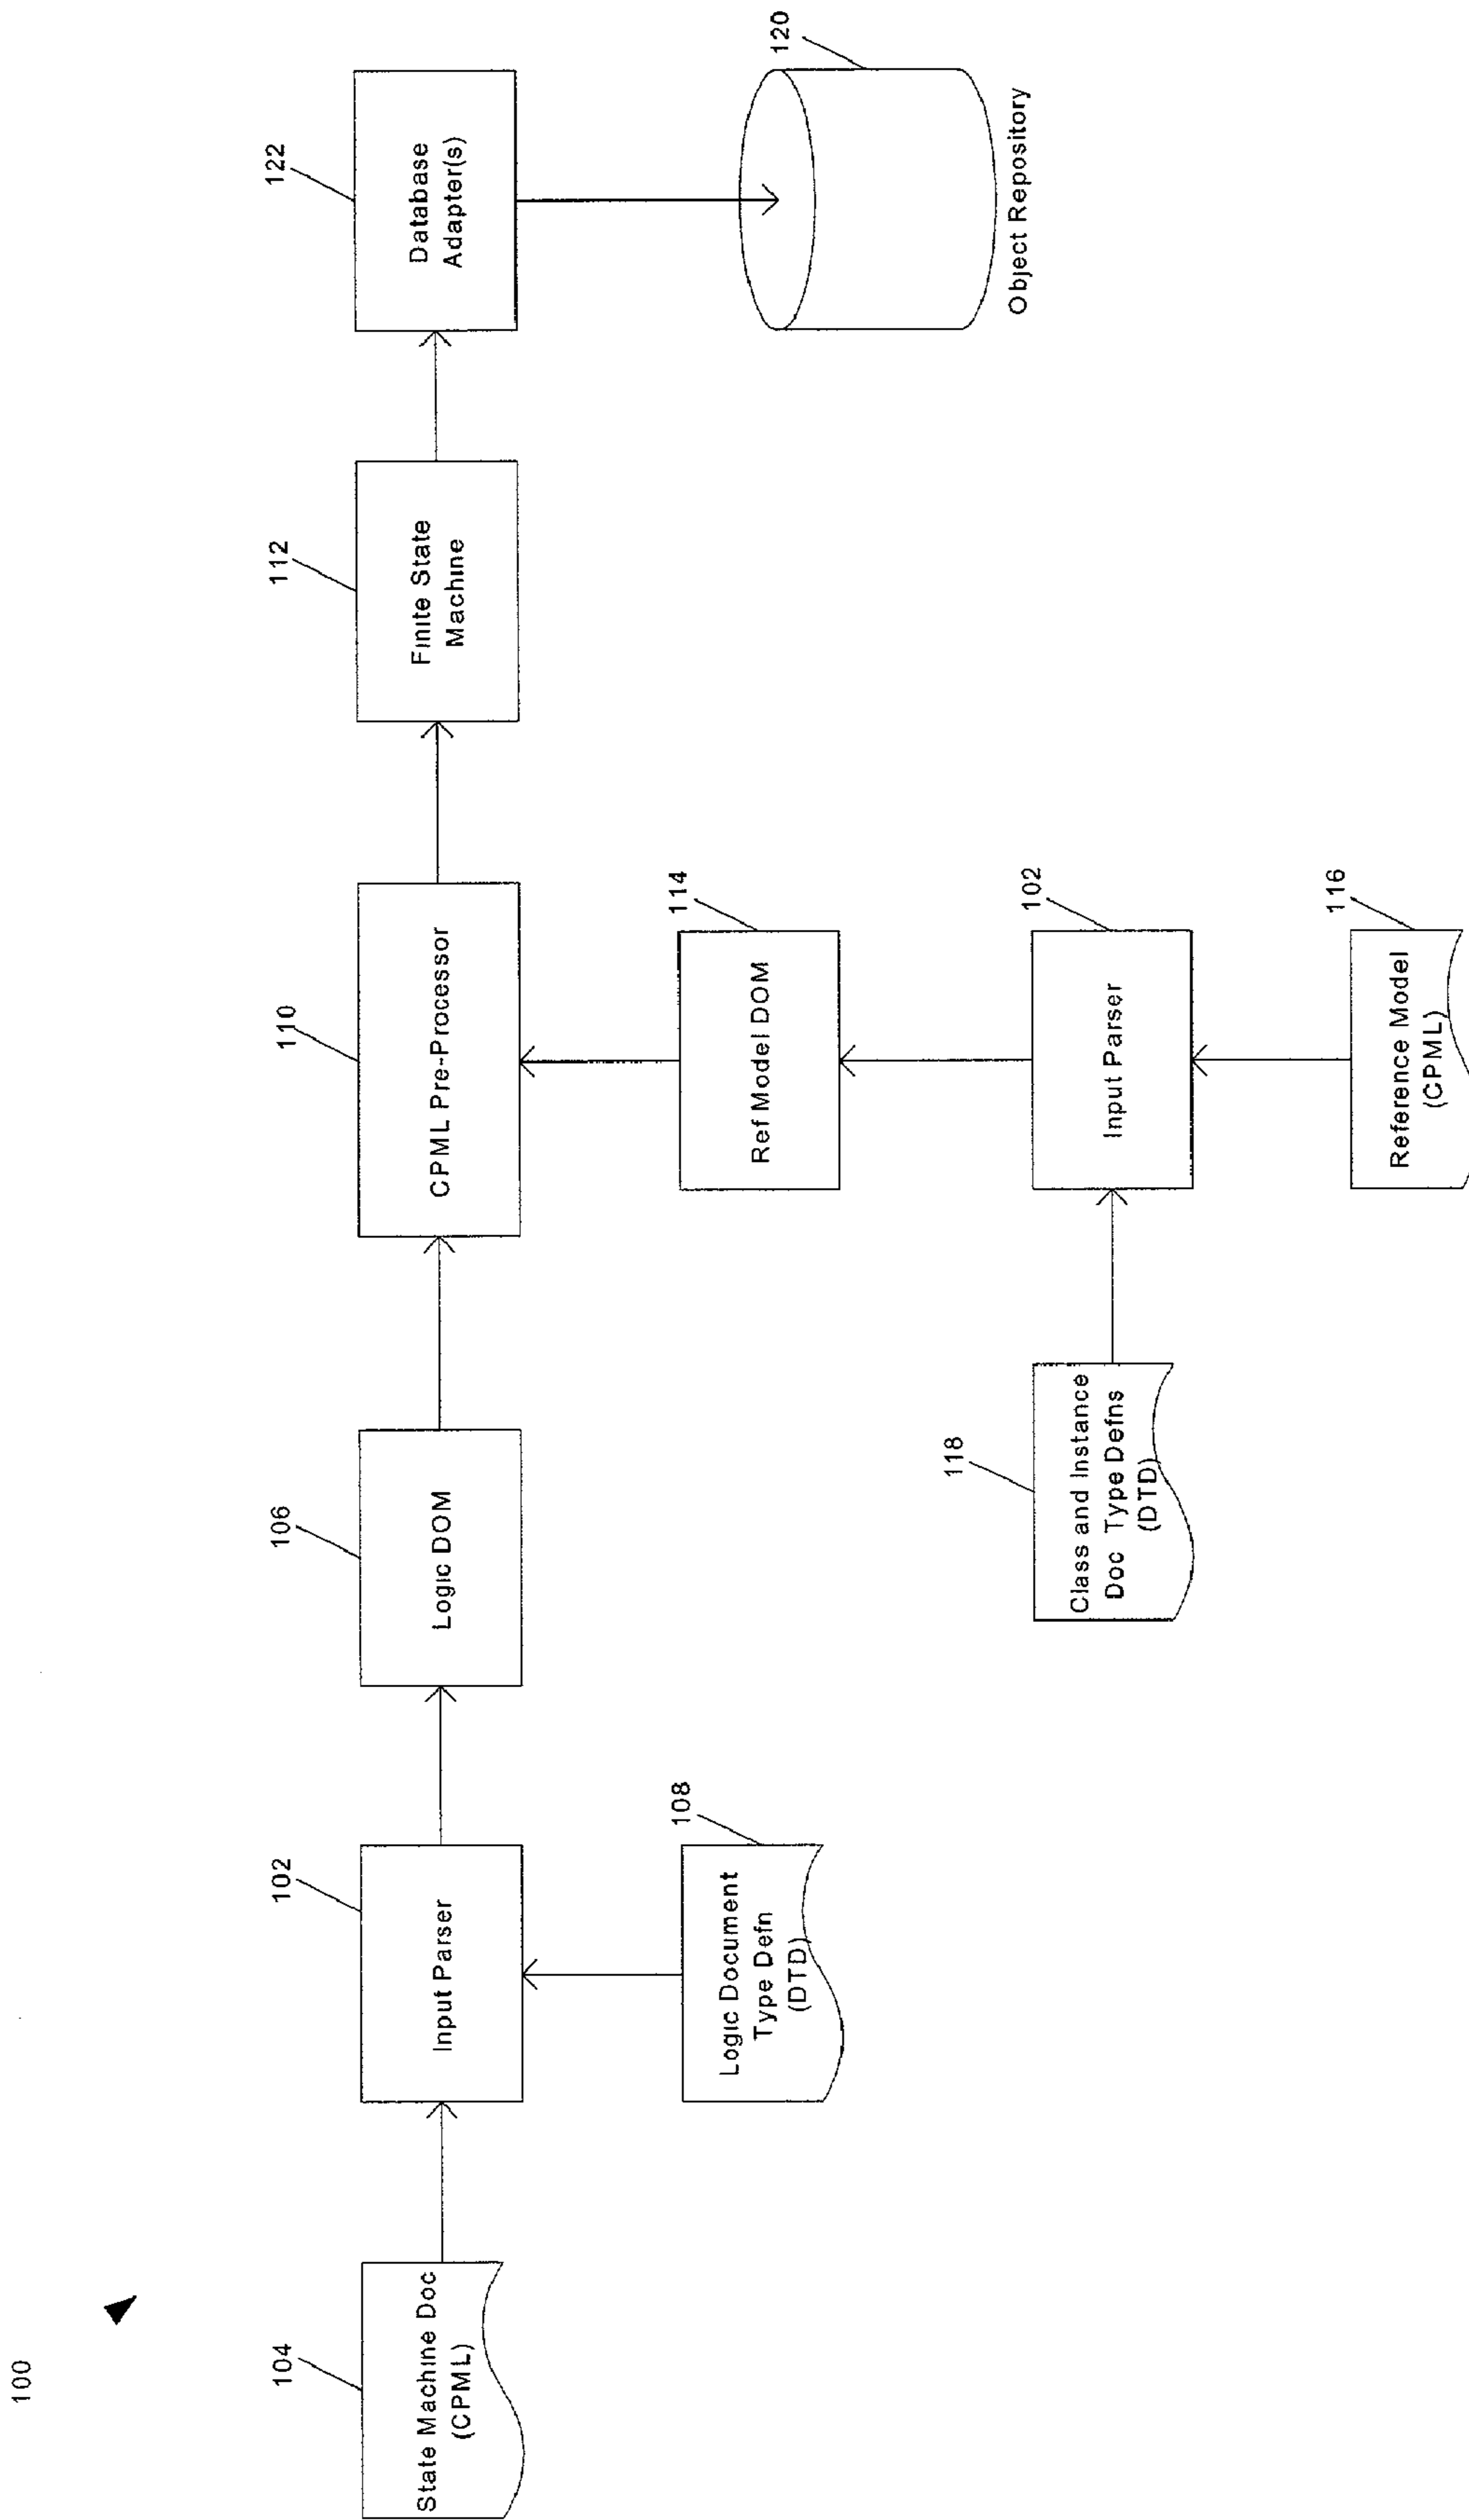 100
104
State Machine Doc
(CPML)
102
Input Parser
106
Logic DOM
110
CPML Pre-Processor
112
Finite State
Machine
122
Database
Adapter(s)
108
Logic Document
Type Defn
(DTD)
114
Ref Model DOM
120
Object Repository
118
Class and Instance
Doc Type Defns
(DTD)
102
Input Parser
116
Reference Model
(CPML)